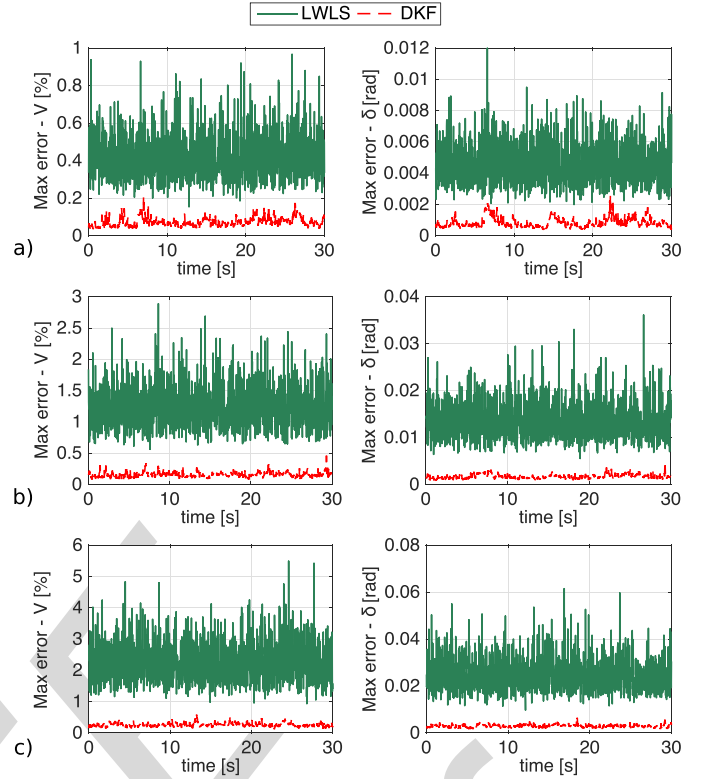 LWLS DKF
1
0.8
0.6
0.4
0.2
0
Max error - V [%]
0 10 20 30
time [s]
a)
0.012
0.01
0.008
0.006
0.004
0.002
0
Max error - δ [rad]
0 10 20 30
time [s]
3
2.5
2
1.5
1
0.5
0
Max error - V [%]
0 10 20 30
time [s]
b)
0.04
0.03
0.02
0.01
0
Max error - δ [rad]
0 10 20 30
time [s]
6
5
4
3
2
1
0
Max error - V [%]
0 10 20 30
time [s]
c)
0.08
0.06
0.04
0.02
0
Max error - δ [rad]
0 10 20 30
time [s]